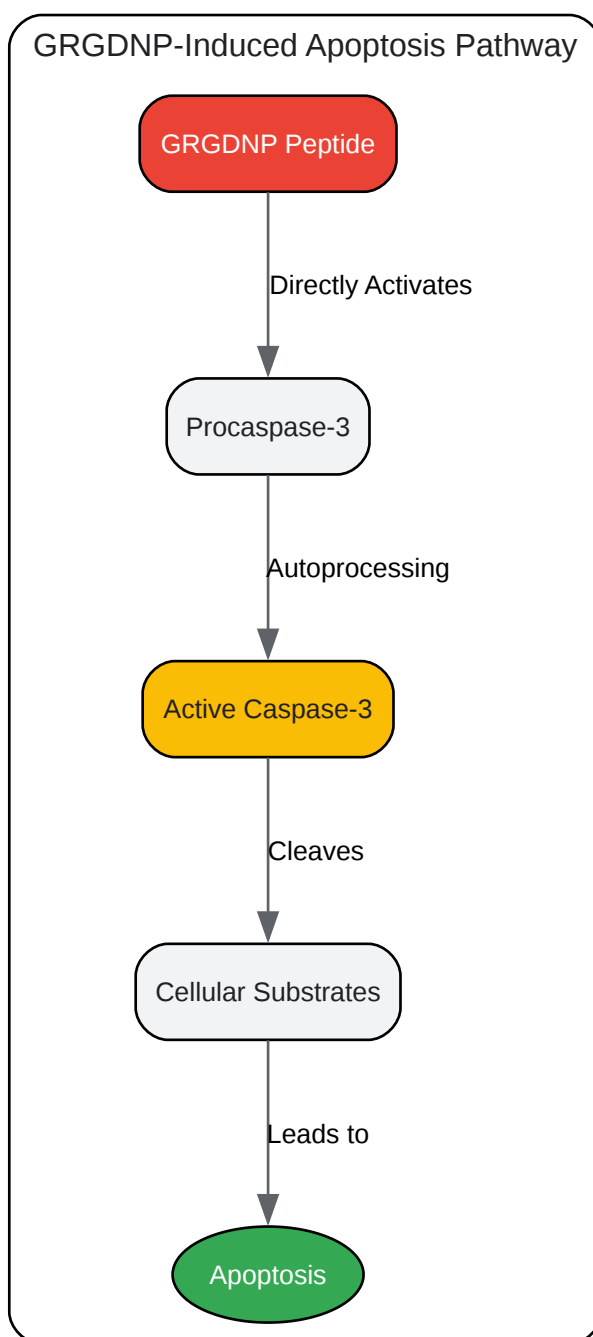 GRGDNP-Induced Apoptosis Pathway
GRGDNP Peptide
Directly Activates
Procaspase-3
Autoprocessing
Active Caspase-3
Cleaves
Cellular Substrates
Leads to
Apoptosis